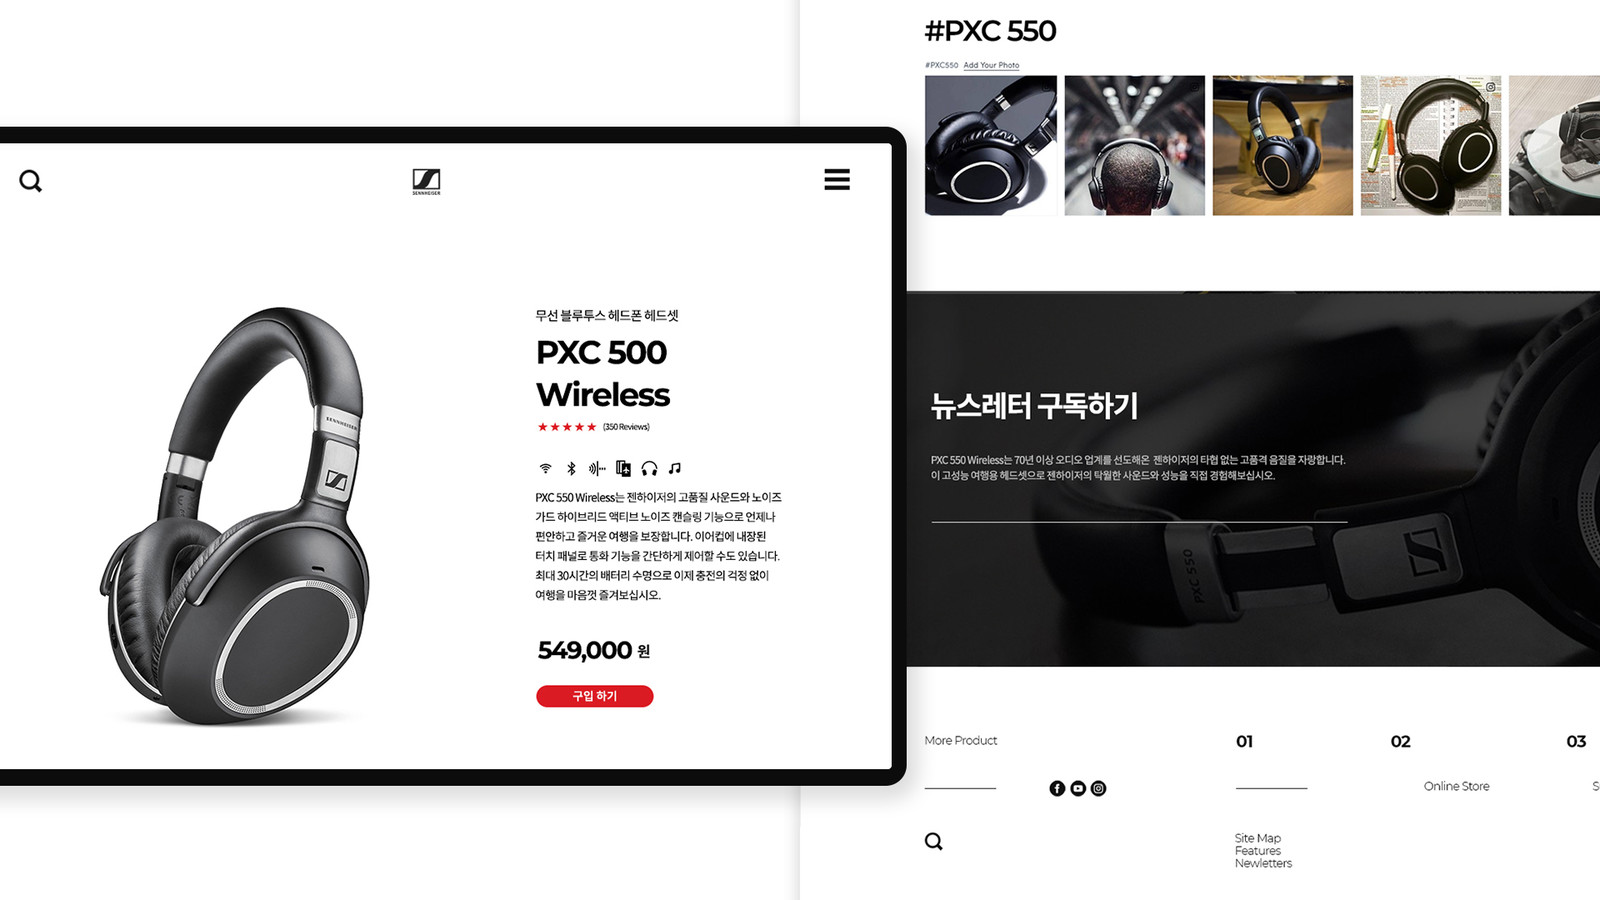 SENNHEISER
무선 블루투스 헤드폰 헤드셋
PXC 500
Wireless
(350 Reviews)
PXC 550 Wireless는 젠하이저의 고품질 사운드와 노이즈
가드 하이브리드 액티브 노이즈 캔슬링 기능으로 언제나
편안하고 즐거운 여행을 보장합니다. 이어컵에 내장된
터치 패널로 통화 기능을 간단하게 제어할 수도 있습니다.
최대 30시간의 배터리 수명으로 이제 충전의 걱정 없이
여행을 마음껏 즐겨보십시오.
549,000 원
구입 하기
SENNHEISER
#PXC 550
#PXC550 Add Your Photo
뉴스레터 구독하기
PXC 550 Wireless는 70년 이상 오디오 업계를 선도해온 젠하이저의 타협 없는 고품격 음질을 자랑합니다.
이 고성능 여행용 헤드셋으로 젠하이저의 탁월한 사운드와 성능을 직접 경험해보십시오.
PXC 550
More Product
01
02
03
Online Store
Site Map
Features
Newletters